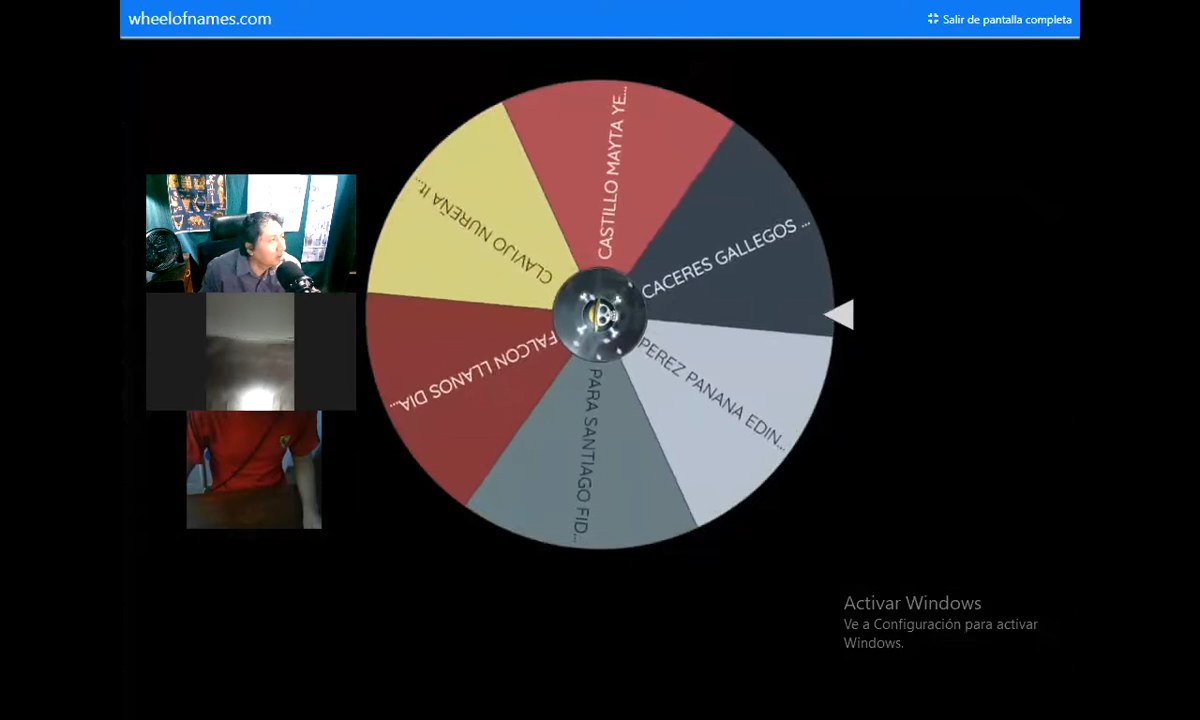 wheelofnames.com
Salir de pantalla completa
CASTILLO MAYTA YE...
CACERES GALLEGOS ...
PEREZ PANANA EDIN...
PARA SANTIAGO FID...
FALCON LLANOS DIA...
CLAVIJO NUREÑA It...
Activar Windows
Ve a Configuración para activar
Windows.